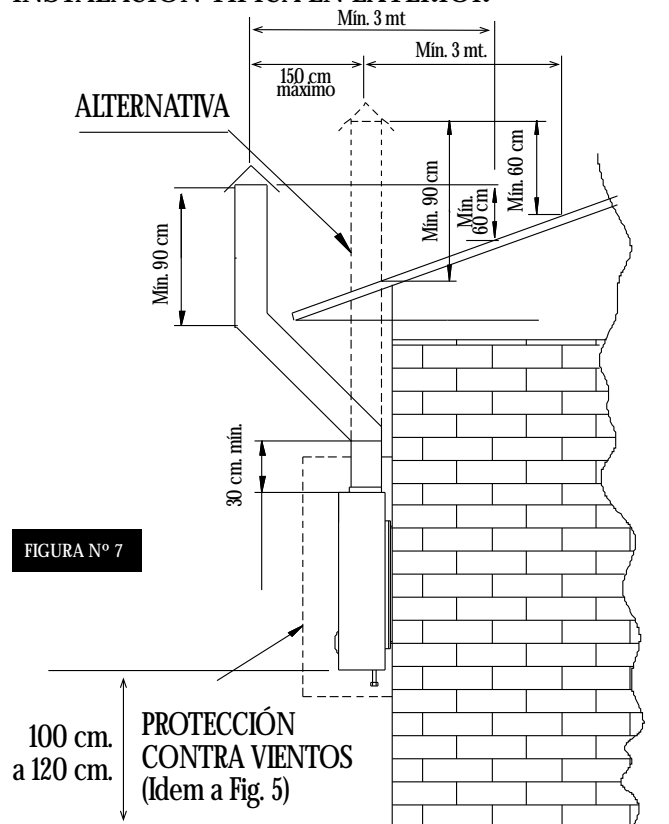 INSTALACIÓN TÍPICA EN EXTERIOR
Mín. 3 mt
Mín. 3 mt.
150 cm
máximo
ALTERNATIVA
Mín. 90 cm
Mín. 90 cm
Mín.
60 cm
Mín. 60 cm
30 cm. mín.
FIGURA Nº 7
100 cm.
a 120 cm.
PROTECCIÓN
CONTRA VIENTOS
(Idem a Fig. 5)